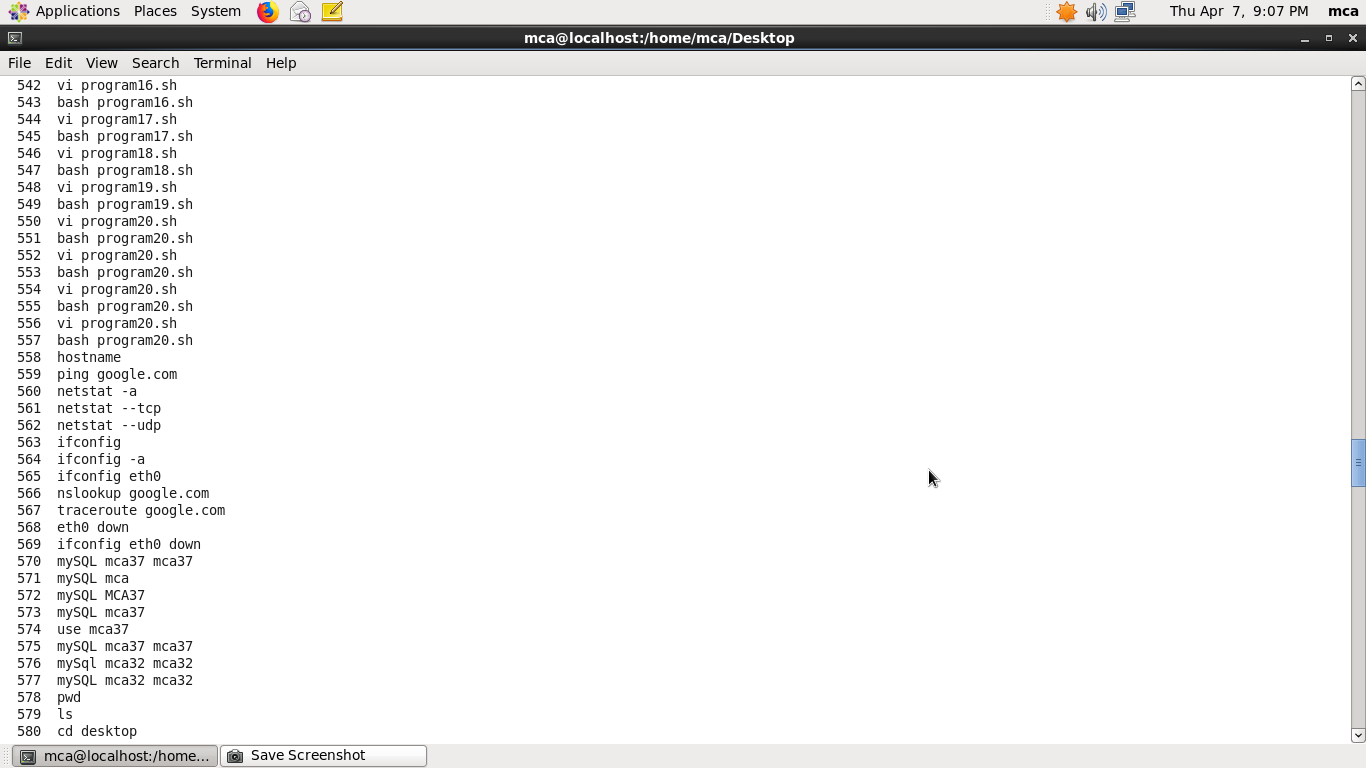 Applications Places System Thu Apr 7, 9:07 PM mca
mca@localhost:/home/mca/Desktop
File Edit View Search Terminal Help
542 vi program16.sh
543 bash program16.sh
544 vi program17.sh
545 bash program17.sh
546 vi program18.sh
547 bash program18.sh
548 vi program19.sh
549 bash program19.sh
550 vi program20.sh
551 bash program20.sh
552 vi program20.sh
553 bash program20.sh
554 vi program20.sh
555 bash program20.sh
556 vi program20.sh
557 bash program20.sh
558 hostname
559 ping google.com
560 netstat -a
561 netstat --tcp
562 netstat --udp
563 ifconfig
564 ifconfig -a
565 ifconfig eth0
566 nslookup google.com
567 traceroute google.com
568 eth0 down
569 ifconfig eth0 down
570 mySQL mca37 mca37
571 mySQL mca
572 mySQL MCA37
573 mySQL mca37
574 use mca37
575 mySQL mca37 mca37
576 mySql mca32 mca32
577 mySQL mca32 mca32
578 pwd
579 ls
580 cd desktop
mca@localhost:/home... Save Screenshot